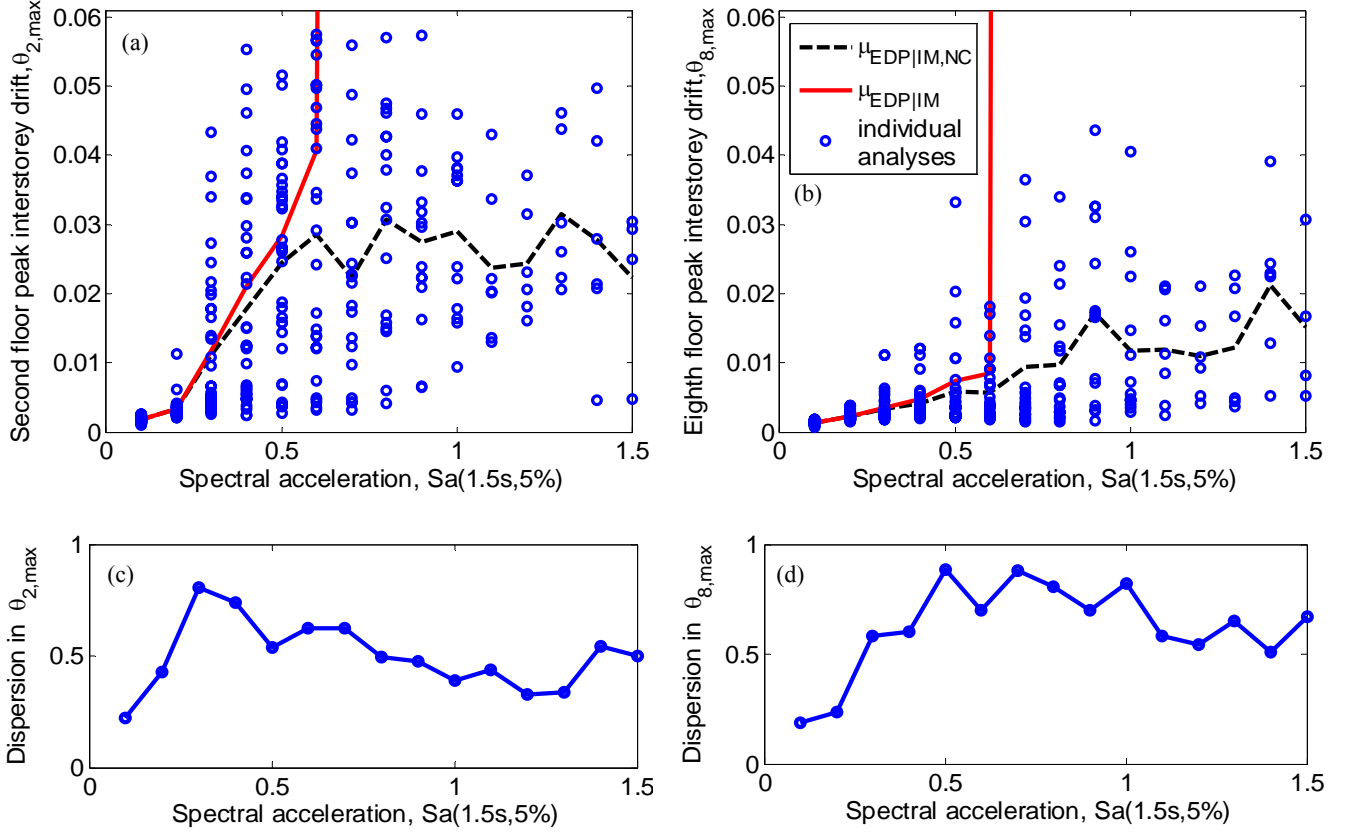 (a)
Second floor peak interstorey drift,θ2,max
0.06
0.05
0.04
0.03
0.02
0.01
0
0
0.5
1
1.5
Spectral acceleration, Sa(1.5s,5%)
(b)
Eighth floor peak interstorey drift,θ8,max
0.06
0.05
0.04
0.03
0.02
0.01
0
0
0.5
1
1.5
Spectral acceleration, Sa(1.5s,5%)
μEDP|IM,NC
μEDP|IM
individual
analyses
(c)
Dispersion in θ2,max
1
0.5
0
0
0.5
1
1.5
Spectral acceleration, Sa(1.5s,5%)
(d)
Dispersion in θ8,max
1
0.5
0
0
0.5
1
1.5
Spectral acceleration, Sa(1.5s,5%)